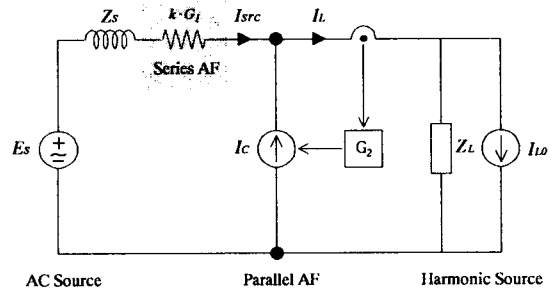 Zs
k·G1
Isrc
IL
Series AF
Es
IC
G2
ZL
IL0
AC Source
Parallel AF
Harmonic Source